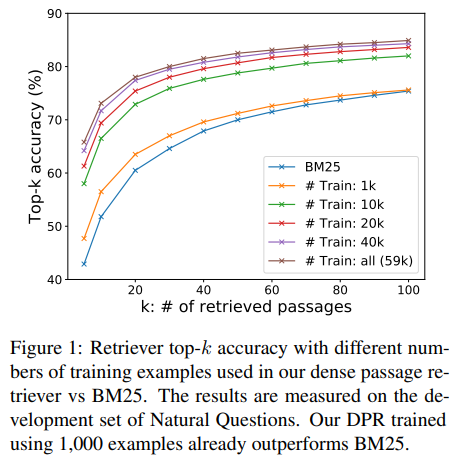 90
80
70
60
50
40
Top-k accuracy (%)
BM25
# Train: 1k
# Train: 10k
# Train: 20k
# Train: 40k
# Train: all (59k)
20 40 60 80 100
k: # of retrieved passages
Figure 1: Retriever top-k accuracy with different num-
bers of training examples used in our dense passage re-
triever vs BM25. The results are measured on the de-
velopment set of Natural Questions. Our DPR trained
using 1,000 examples already outperforms BM25.